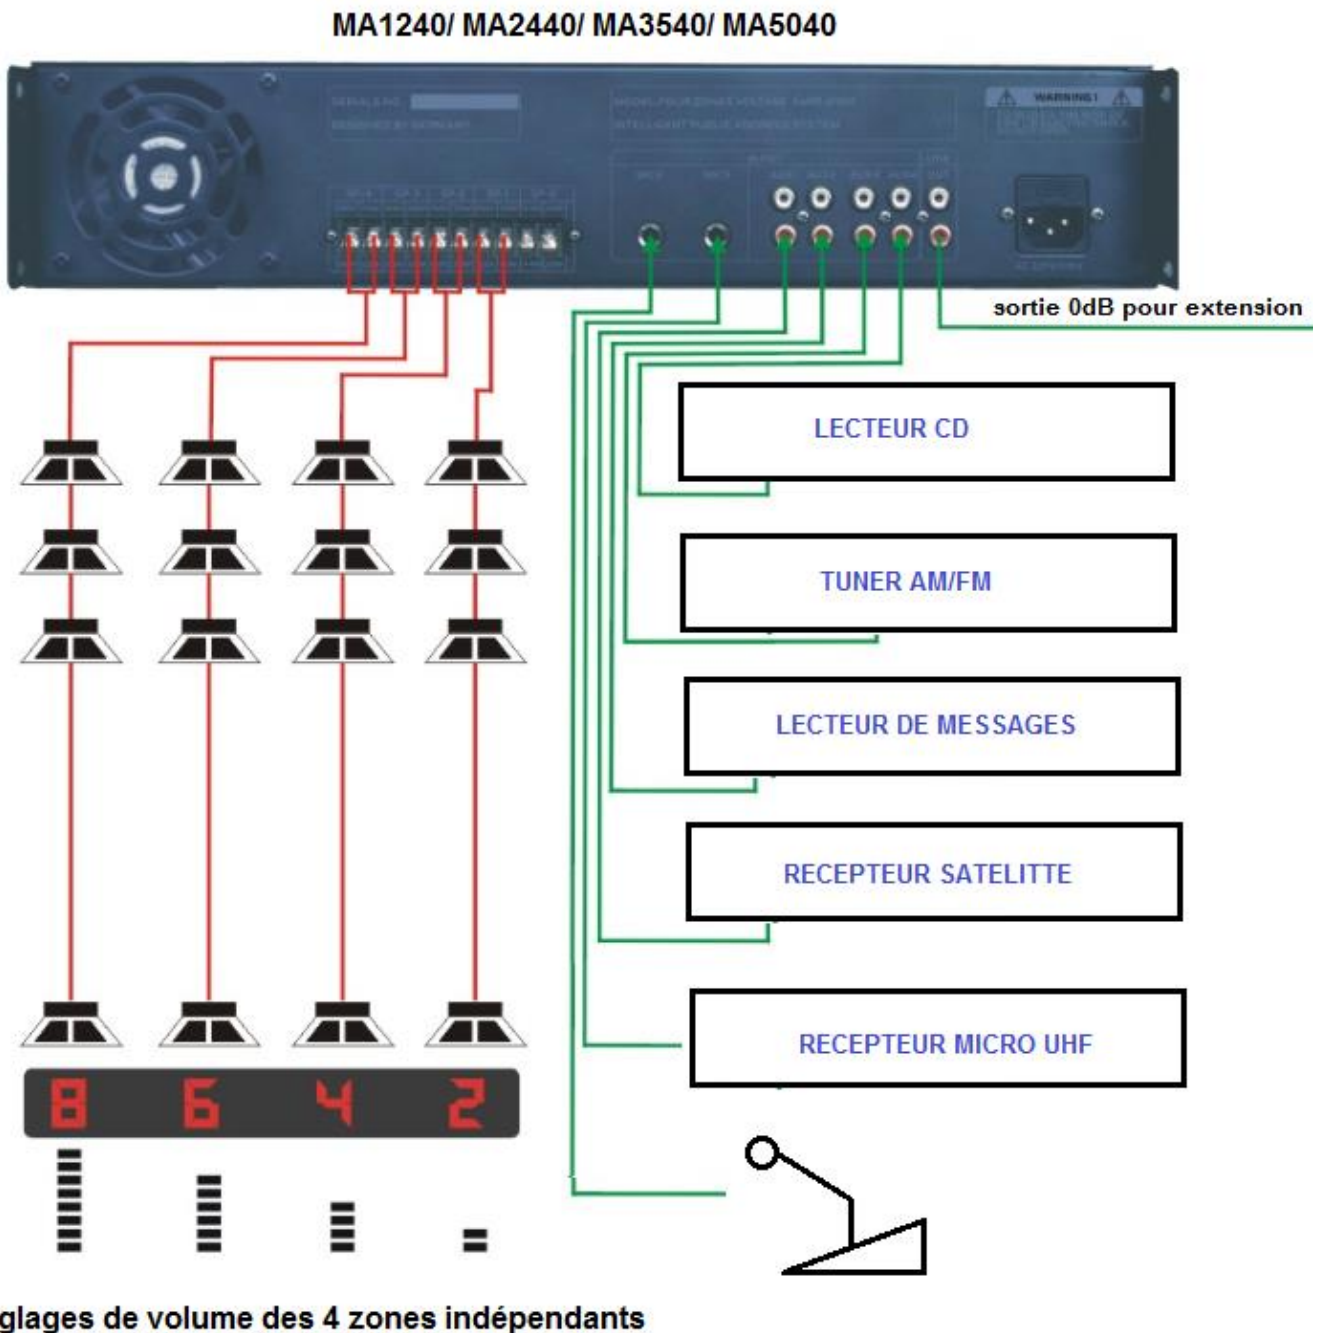 MA1240/ MA2440/ MA3540/ MA5040
WARNING!
sortie 0dB pour extension
LECTEUR CD
TUNER AM/FM
LECTEUR DE MESSAGES
RECEPTEUR SATELITTE
RECEPTEUR MICRO UHF
8 6 4 2
glages de volume des 4 zones indépendants